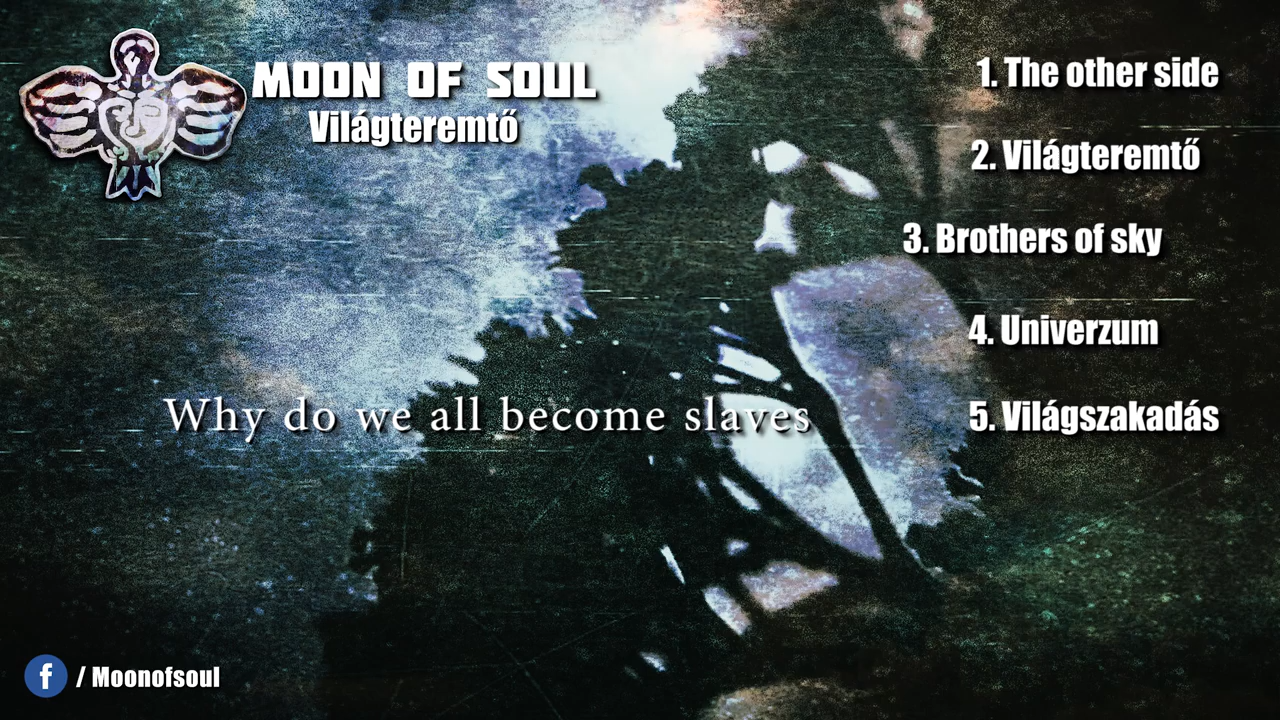 MOON OF SOUL
Világteremtő
1. The other side
2. Világteremtő
3. Brothers of sky
4. Univerzum
5. Világszakadás
Why do we all become slaves
f / Moonofsoul